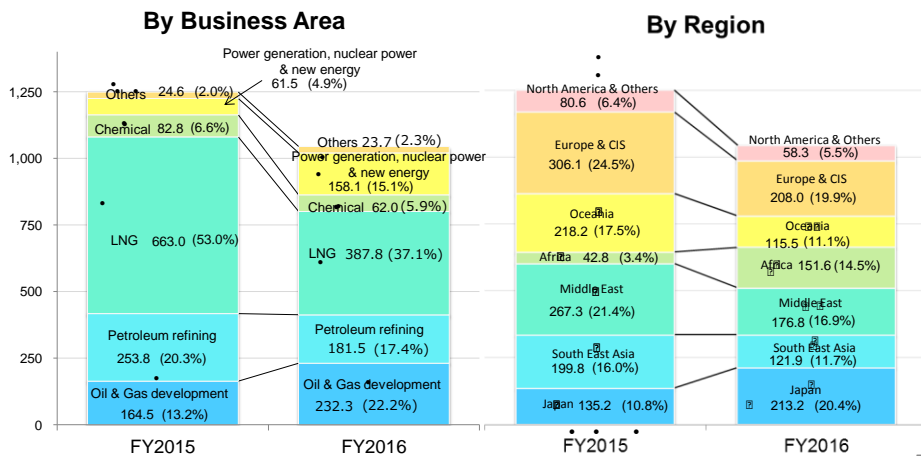 By Business Area
By Region
Power generation, nuclear power
& new energy
61.5 (4.9%)
1,250
1,000
750
500
250
0
Others 24.6 (2.0%)
Chemical 82.8 (6.6%)
LNG 663.0 (53.0%)
Petroleum refining
253.8 (20.3%)
Oil & Gas development
164.5 (13.2%)
FY2015
Others 23.7 (2.3%)
Power generation, nuclear power
& new energy
158.1 (15.1%)
Chemical 62.0 (5.9%)
LNG 387.8 (37.1%)
Petroleum refining
181.5 (17.4%)
Oil & Gas development
232.3 (22.2%)
FY2016
1,250
1,000
750
500
250
0
North America & Others
80.6 (6.4%)
Europe & CIS
306.1 (24.5%)
Oceania
218.2 (17.5%)
Africa 42.8 (3.4%)
Middle East
267.3 (21.4%)
South East Asia
199.8 (16.0%)
Japan 135.2 (10.8%)
FY2015
North America & Others
58.3 (5.5%)
Europe & CIS
208.0 (19.9%)
Oceania
115.5 (11.1%)
Africa 151.6 (14.5%)
Middle East
176.8 (16.9%)
South East Asia
121.9 (11.7%)
Japan
213.2 (20.4%)
FY2016